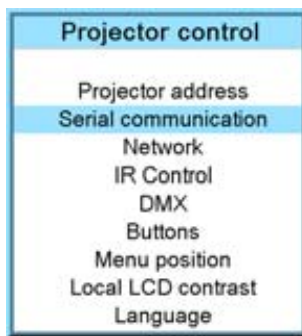 Projector control
Projector address
Serial communication
Network
IR Control
DMX
Buttons
Menu position
Local LCD contrast
Language